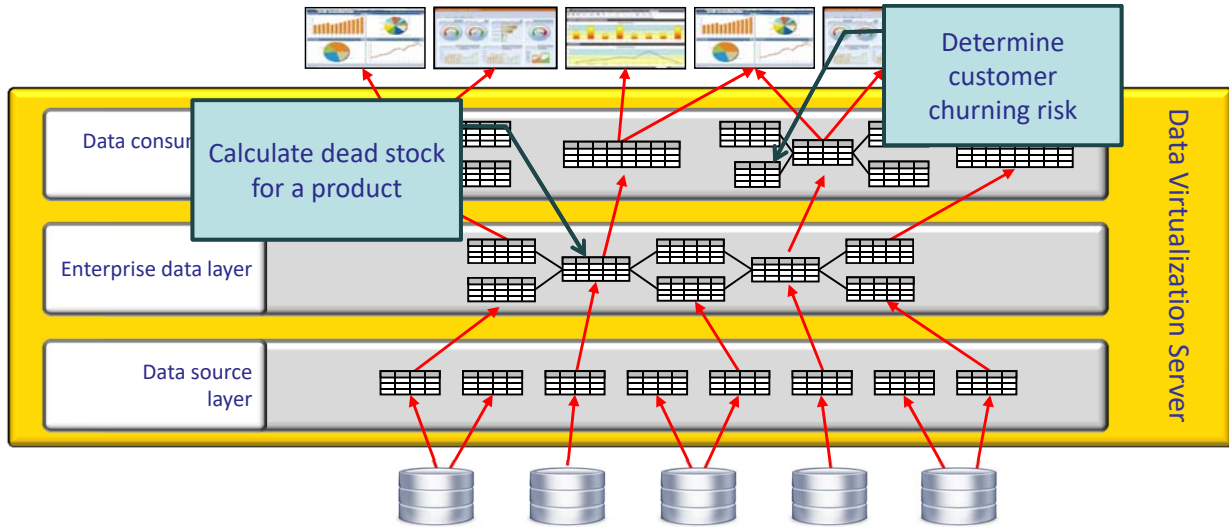 Determine
customer
churning risk
Data consu
Calculate dead stock
for a product
Enterprise data layer
Data source
layer
Data Virtualization Server